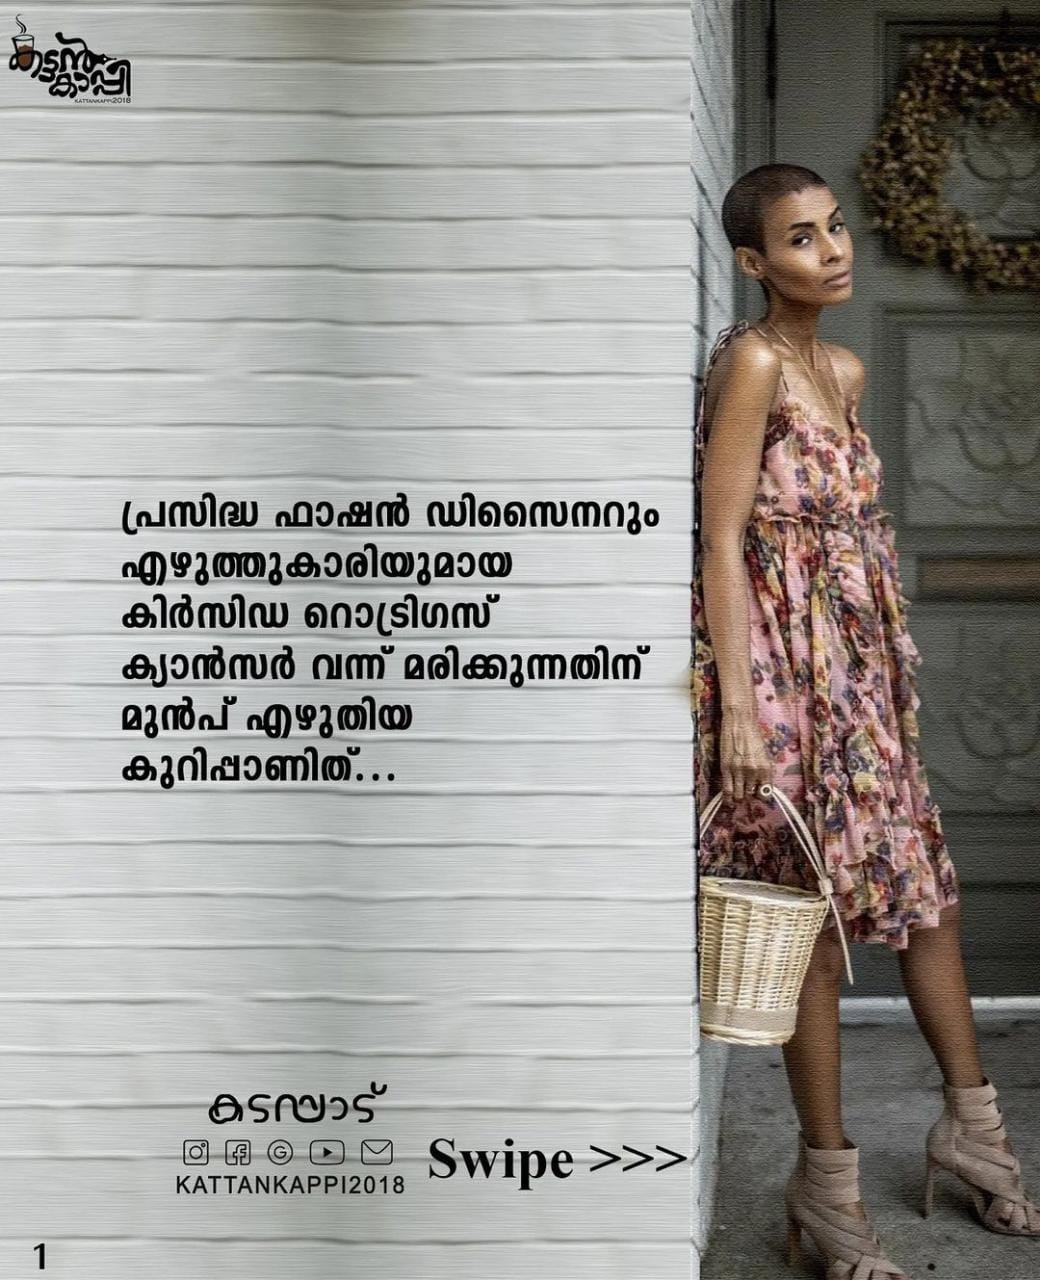 കട്ടൻ
കാപ്പി
KATTANKAPPI2018
പ്രസിദ്ധ ഫാഷൻ ഡിസൈനറും
എഴുത്തുകാരിയുമായ
കിർസിഡ റൊട്രിഗസ്
ക്യാൻസർ വന്ന് മരിക്കുന്നതിന്
മുൻപ് എഴുതിയ
കുറിപ്പാണിത്...
കടപ്പാട്
KATTANKAPPI2018
Swipe >>>
1